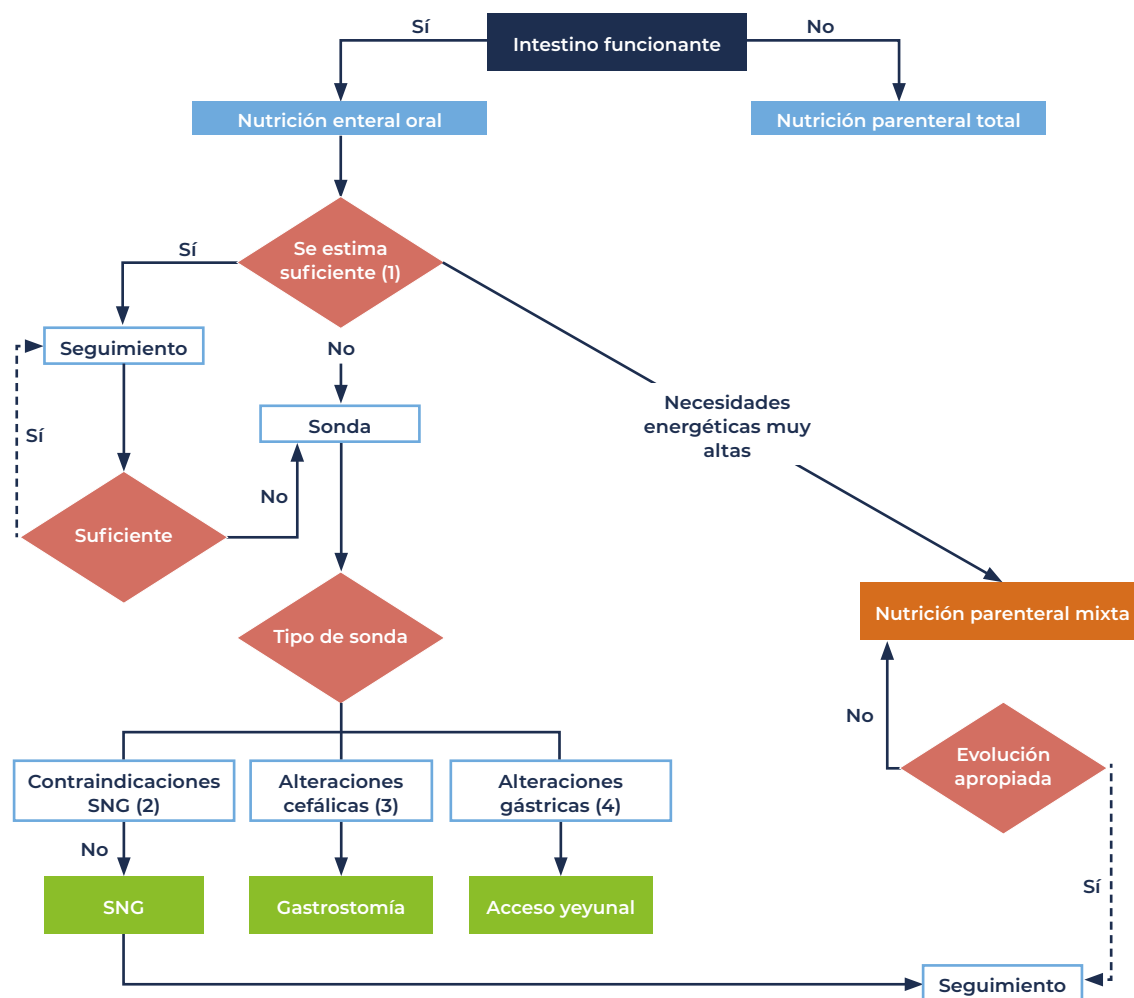 Sí
Intestino funcionante
No
Nutrición enteral oral
Nutrición parenteral total
Sí
Se estima
suficiente (1)
Seguimiento
No
Necesidades
energéticas muy
altas
Sonda
Sí
No
Suficiente
Tipo de sonda
Nutrición parenteral mixta
No
Evolución
apropiada
Contraindicaciones
SNG (2)
Alteraciones
cefálicas (3)
Alteraciones
gástricas (4)
No
Sí
SNG
Gastrostomía
Acceso yeyunal
Seguimiento